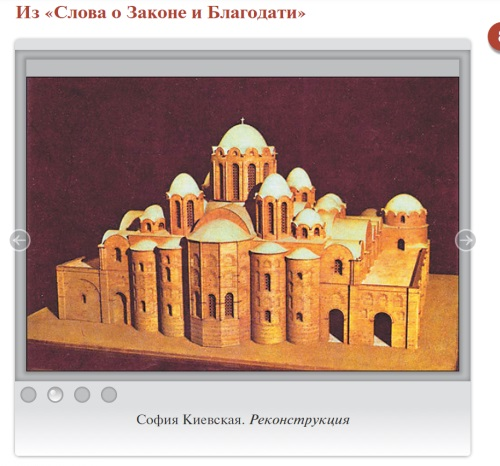 Из «Слова о Законе и Благодати»
София Киевская. Реконструкция